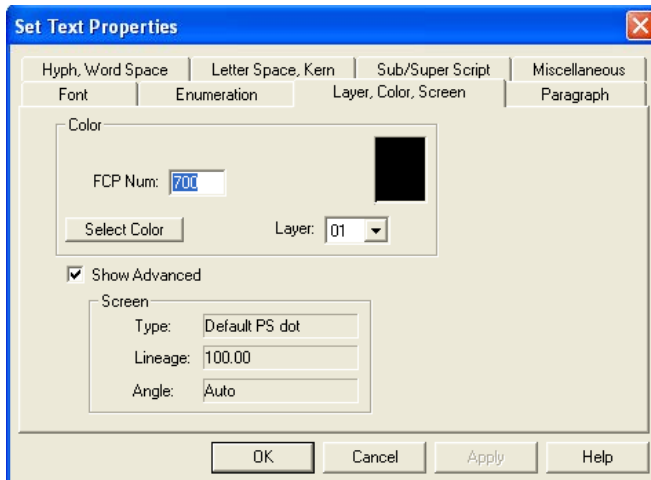 Set Text Properties
Hyph, Word Space Letter Space, Kern Sub/Super Script Miscellaneous
Font Enumeration Layer, Color, Screen Paragraph
Color
FCP Num: 700
Select Color Layer: 01
Show Advanced
Screen
Type: Default PS dot
Lineage: 100.00
Angle: Auto
OK Cancel Apply Help